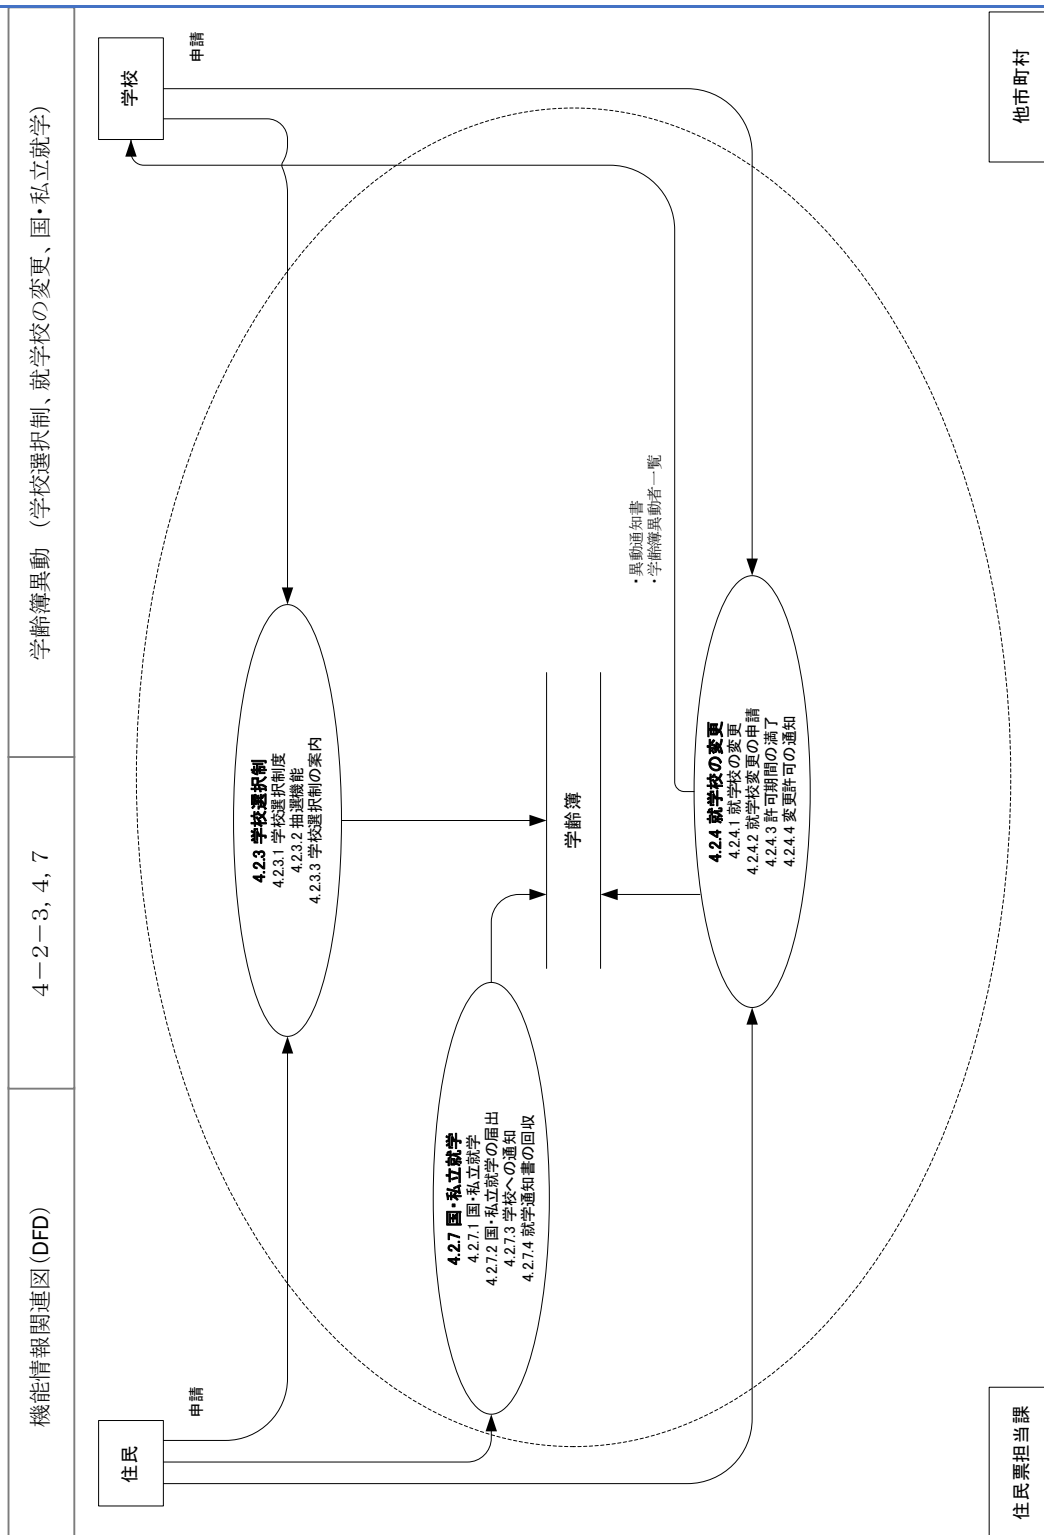 機能情報関連図(DFD)
4-2-3, 4, 7
学齢簿異動 (学校選択制、就学校の変更、国・私立就学)
住民
申請
学校
申請
4.2.3 学校選択制
4.2.3.1 学校選択制度
4.2.3.2 抽選機能
4.2.3.3 学校選択制の案内
4.2.7 国・私立就学
4.2.7.1 国・私立就学
4.2.7.2 国・私立就学の届出
4.2.7.3 学校への通知
4.2.7.4 就学通知書の回収
学齢簿
・異動通知書
・学齢簿異動者一覧
4.2.4 就学校の変更
4.2.4.1 就学校の変更
4.2.4.2 就学校変更の申請
4.2.4.3 許可期間の満了
4.2.4.4 変更許可の通知
住民票担当課
他市町村